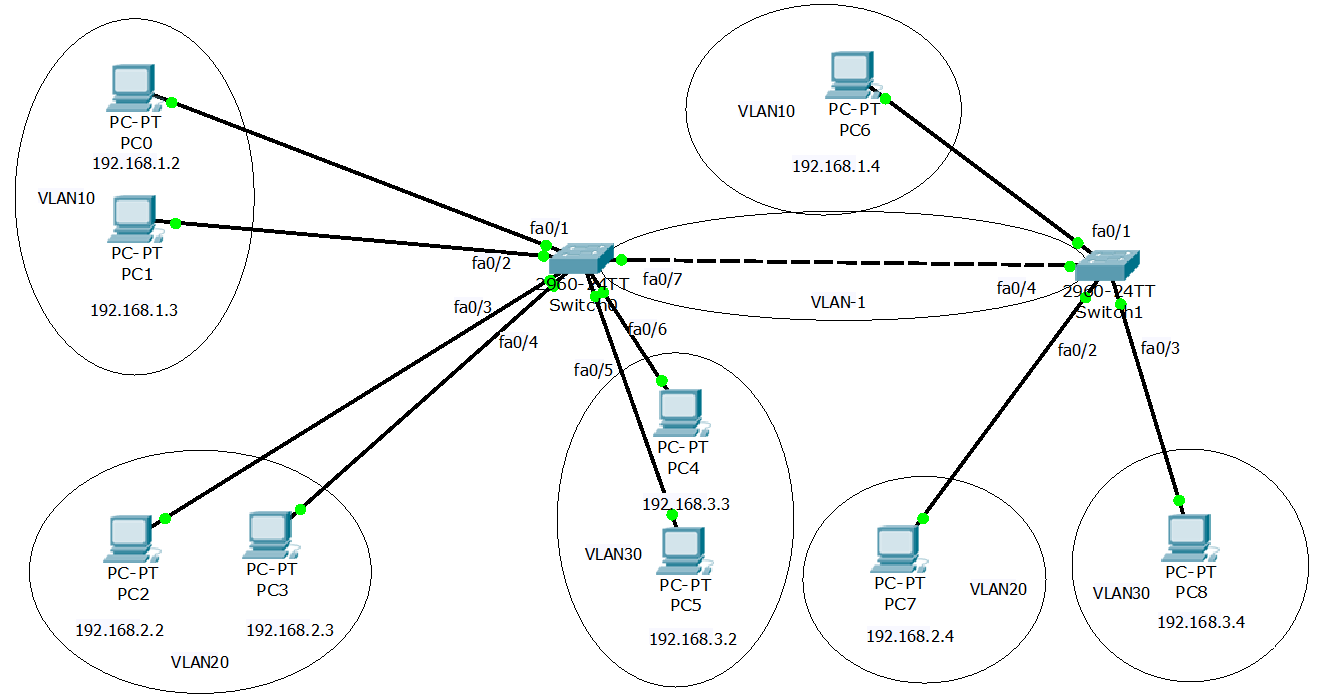 PC-PT
PC0
192.168.1.2
VLAN10
PC-PT
PC1
192.168.1.3
fa0/1
fa0/2
fa0/3
fa0/4
2960-24TT
Switch0
fa0/7
fa0/6
fa0/5
VLAN-1
VLAN10
PC-PT
PC6
192.168.1.4
fa0/1
fa0/4
2960-24TT
Switch1
fa0/2
fa0/3
PC-PT
PC4
192.168.3.3
VLAN30
PC-PT
PC5
192.168.3.2
PC-PT
PC2
192.168.2.2
PC-PT
PC3
192.168.2.3
VLAN20
PC-PT
PC7
VLAN20
192.168.2.4
PC-PT
PC8
VLAN30
192.168.3.4